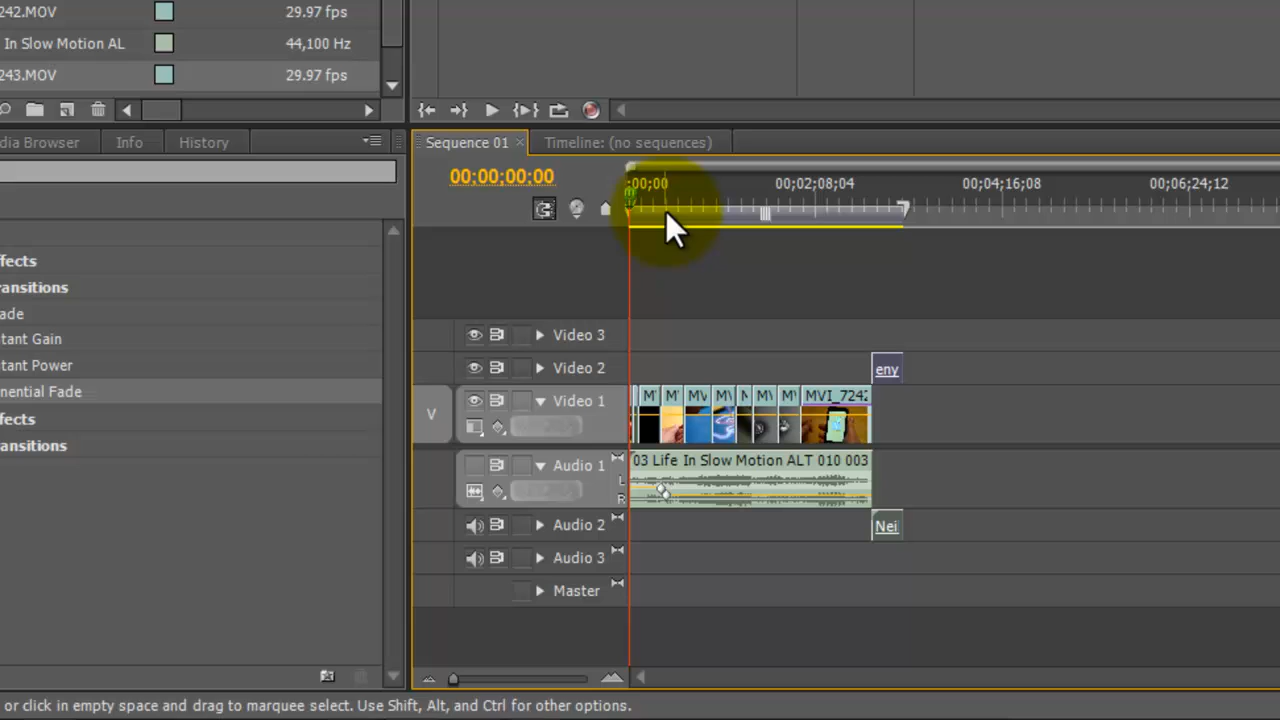 242.MOV 29.97 fps
In Slow Motion AL 44,100 Hz
243.MOV 29.97 fps
dia Browser Info History
Sequence 01 × Timeline: (no sequences)
00;00;00;00
;00;00 00;02;08;04 00;04;16;08 00;06;24;12
ffects
ransitions
ade
tant Gain
tant Power
nential Fade
ffects
ransitions
Video 3
Video 2 eny
V Video 1 MVI_7242
Audio 1 03 Life In Slow Motion ALT 010 003
L
R
Audio 2 Nei
Audio 3
Master
or click in empty space and drag to marquee select. Use Shift, Alt, and Ctrl for other options.